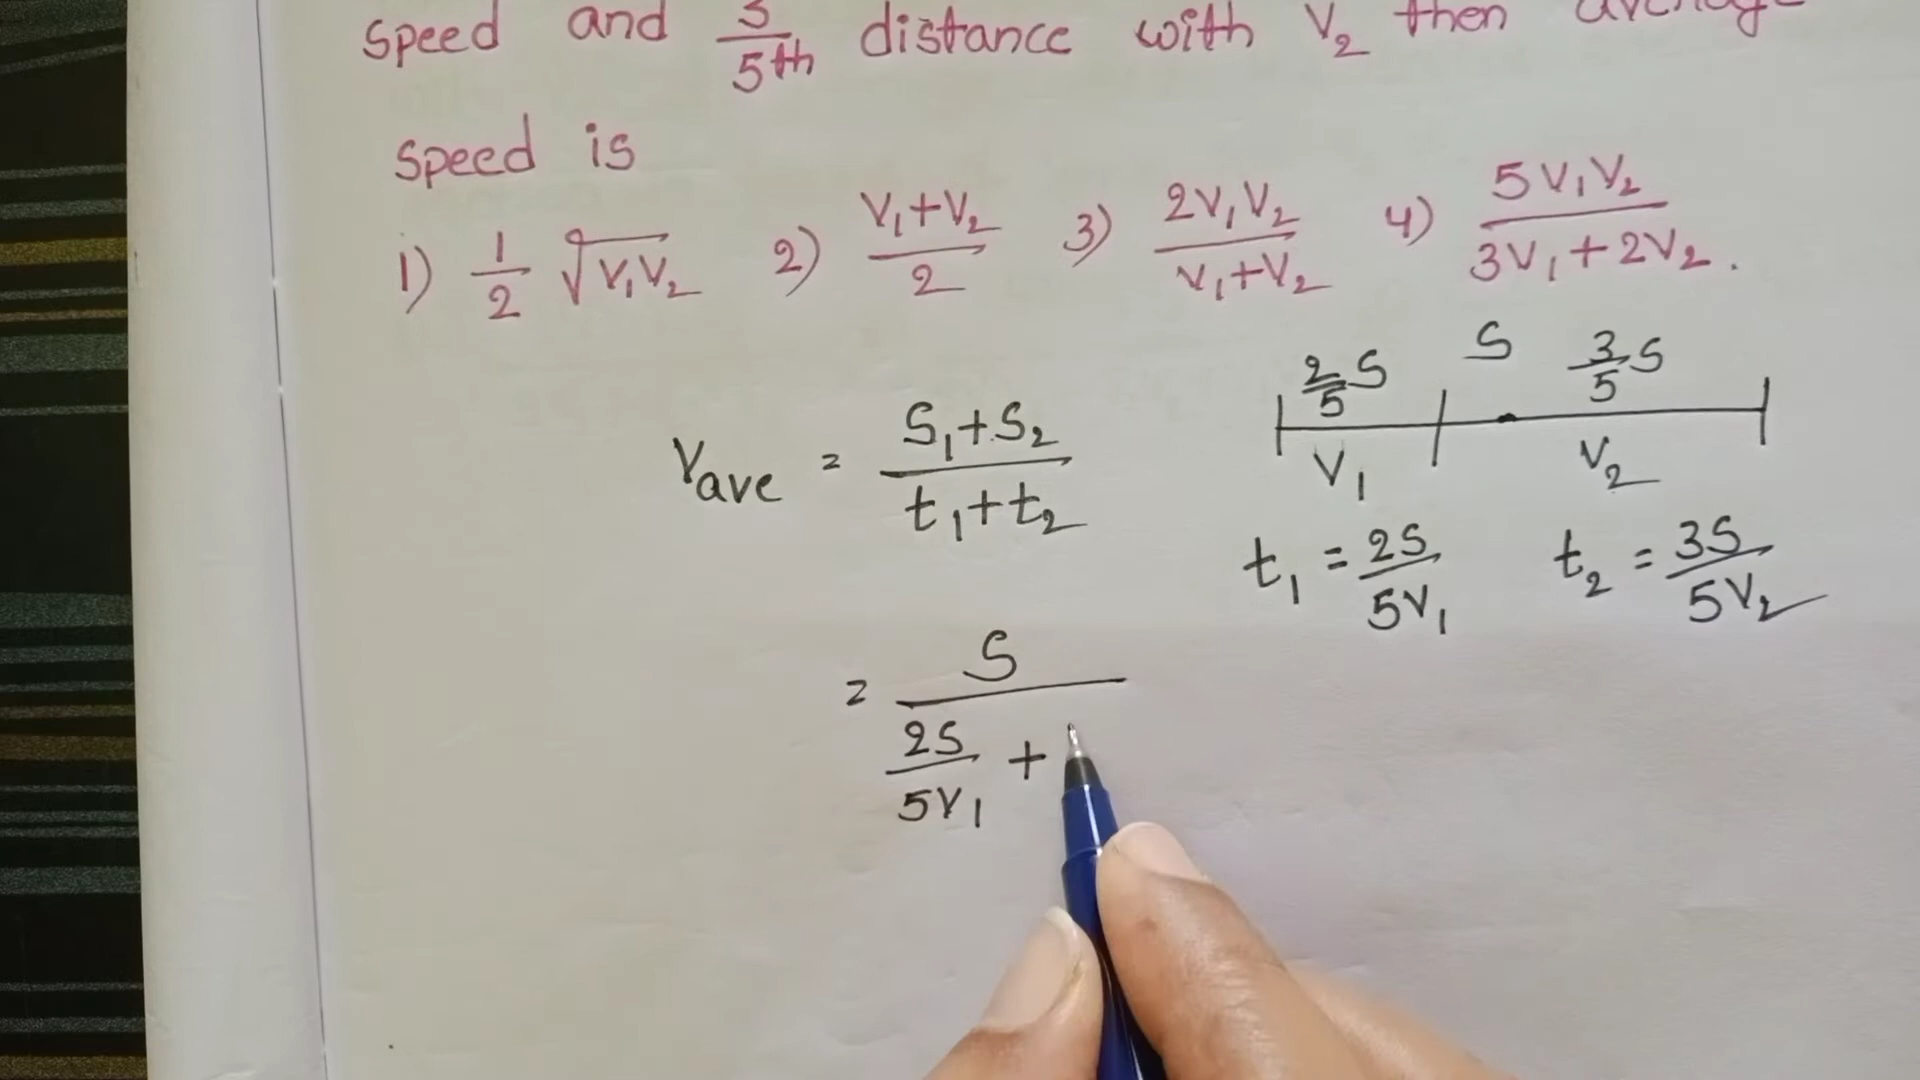 speed and 3/5th distance with V₂ then average
speed is
1) 1/2 √V₁V₂ 2) V₁+V₂/2 3) 2V₁V₂/V₁+V₂ 4) 5V₁V₂/3V₁+2V₂.
2/5 S S 3/5 S
V₁ V₂
Vave = S₁+S₂/t₁+t₂
t₁ = 2S/5V₁ t₂ = 3S/5V₂
= S/2S/5V₁ +